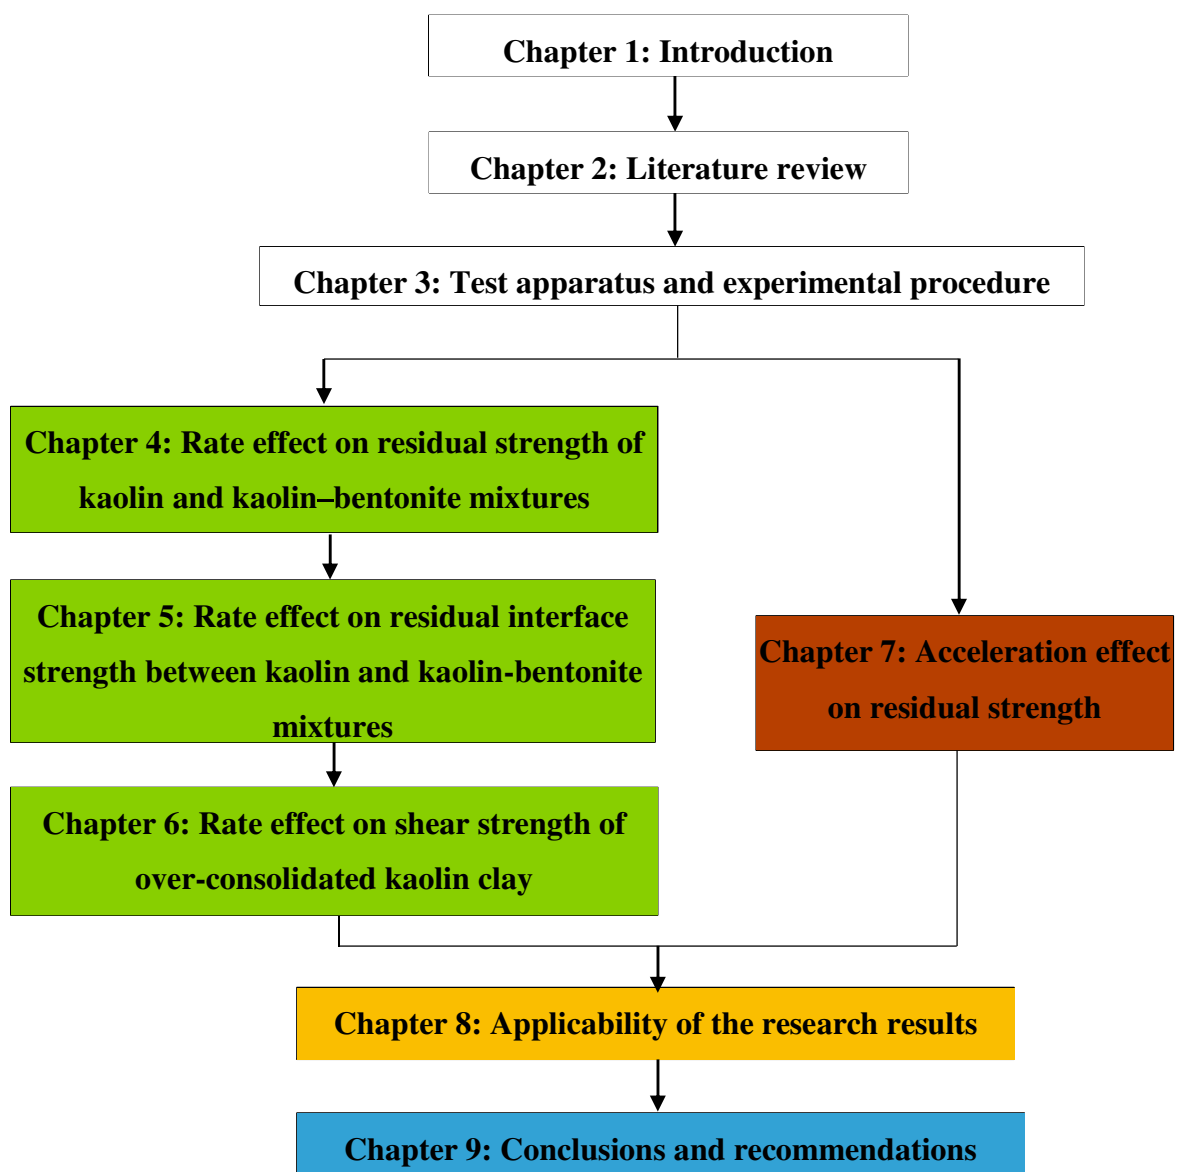 Chapter 1: Introduction
Chapter 2: Literature review
Chapter 3: Test apparatus and experimental procedure
Chapter 4: Rate effect on residual strength of
kaolin and kaolin–bentonite mixtures
Chapter 5: Rate effect on residual interface
strength between kaolin and kaolin-bentonite
mixtures
Chapter 6: Rate effect on shear strength of
over-consolidated kaolin clay
Chapter 7: Acceleration effect
on residual strength
Chapter 8: Applicability of the research results
Chapter 9: Conclusions and recommendations